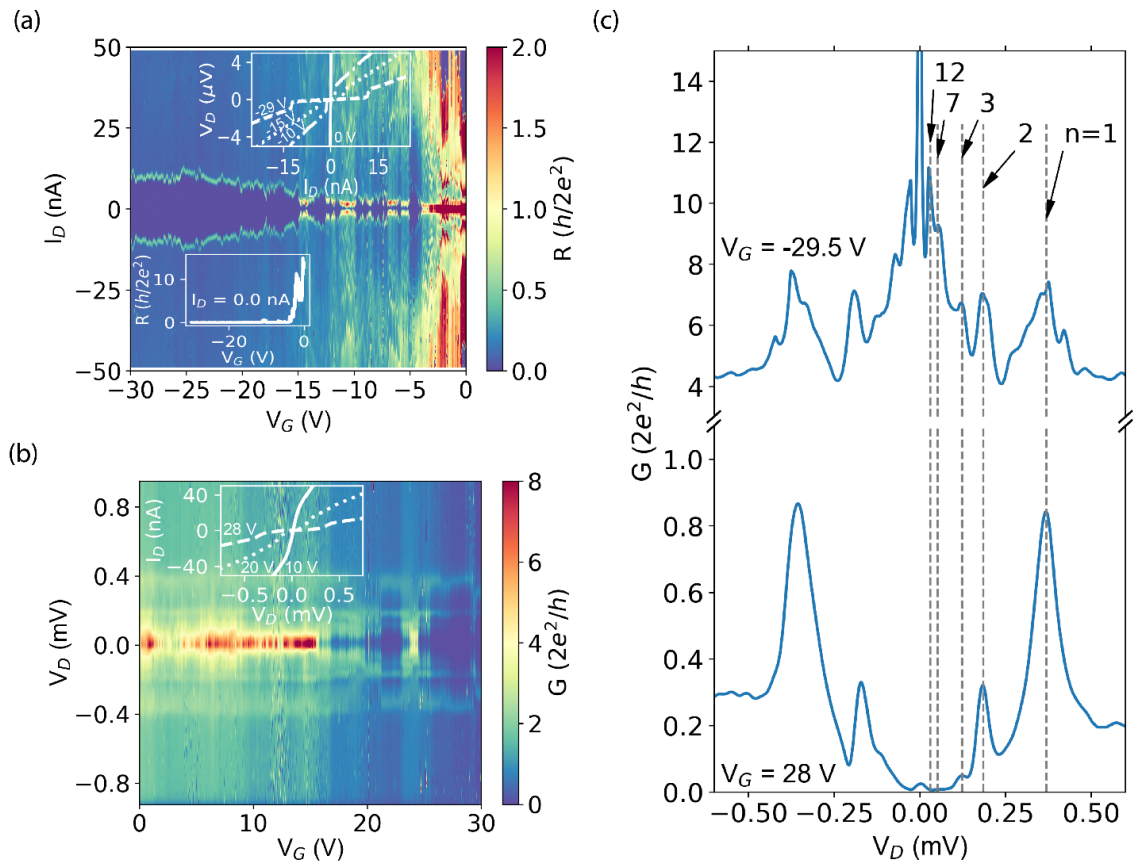 (a)
50
25
0
−25
−50
I_D (nA)
−30
−25
−20
−15
−10
−5
0
V_G (V)
4
0
−4
V_D (μV)
-29 V
-15 V
-10 V
0 V
−15
0
15
I_D (nA)
10
0
R (h/2e²)
I_D = 0.0 nA
−20
0
V_G (V)
2.0
1.5
1.0
0.5
0.0
R (h/2e²)
(b)
0.8
0.4
0.0
−0.4
−0.8
V_D (mV)
0
10
20
30
V_G (V)
40
0
−40
I_D (nA)
28 V
20 V
10 V
−0.5
0.0
0.5
V_D (mV)
8
6
4
2
0
G (2e²/h)
(c)
14
12
10
8
6
4
1.0
0.8
0.6
0.4
0.2
0.0
G (2e²/h)
12
7
3
2
n=1
V_G = -29.5 V
V_G = 28 V
−0.50
−0.25
0.00
0.25
0.50
V_D (mV)